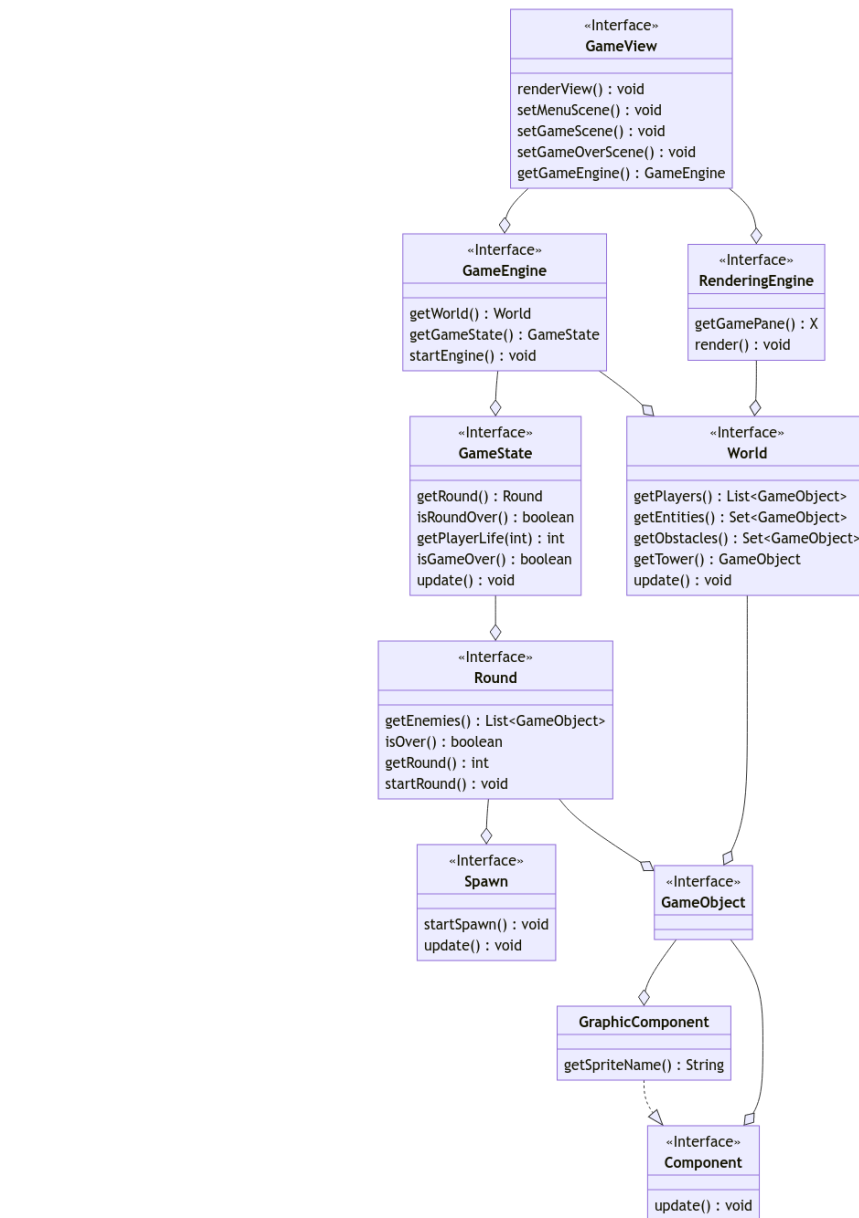 «Interface»
GameView
renderView() : void
setMenuScene() : void
setGameScene() : void
setGameOverScene() : void
getGameEngine() : GameEngine
«Interface»
GameEngine
getWorld() : World
getGameState() : GameState
startEngine() : void
«Interface»
RenderingEngine
getGamePane() : X
render() : void
«Interface»
GameState
getRound() : Round
isRoundOver() : boolean
getPlayerLife(int) : int
isGameOver() : boolean
update() : void
«Interface»
World
getPlayers() : List<GameObject>
getEntities() : Set<GameObject>
getObstacles() : Set<GameObject>
getTower() : GameObject
update() : void
«Interface»
Round
getEnemies() : List<GameObject>
isOver() : boolean
getRound() : int
startRound() : void
«Interface»
Spawn
startSpawn() : void
update() : void
«Interface»
GameObject
GraphicComponent
getSpriteName() : String
«Interface»
Component
update() : void